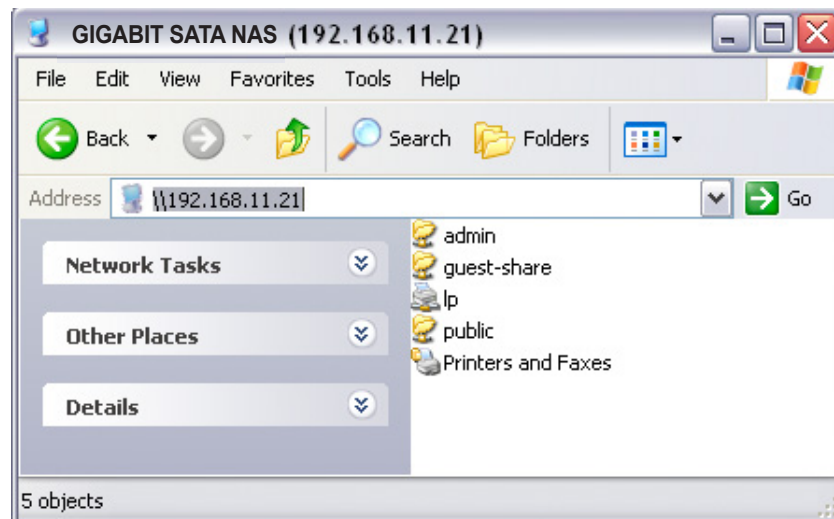 GIGABIT SATA NAS (192.168.11.21)
File Edit View Favorites Tools Help
Back Search Folders
Address \\192.168.11.21 Go
Network Tasks
Other Places
Details
admin
guest-share
lp
public
Printers and Faxes
5 objects